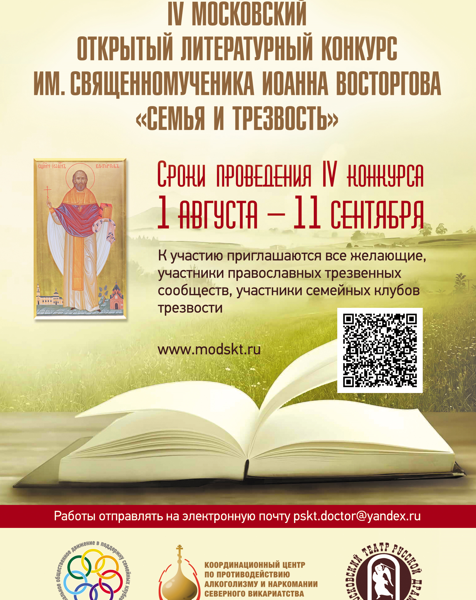 IV МОСКОВСКИЙ
ОТКРЫТЫЙ ЛИТЕРАТУРНЫЙ КОНКУРС
ИМ. СВЯЩЕННОМУЧЕНИКА ИОАННА ВОСТОРГОВА
«СЕМЬЯ И ТРЕЗВОСТЬ»
СРОКИ ПРОВЕДЕНИЯ IV КОНКУРСА
1 АВГУСТА – 11 СЕНТЯБРЯ
К участию приглашаются все желающие,
участники православных трезвенных
сообществ, участники семейных клубов
трезвости
www.modskt.ru
Работы отправлять на электронную почту pskt.doctor@yandex.ru
КООРДИНАЦИОННЫЙ ЦЕНТР
ПО ПРОТИВОДЕЙСТВИЮ
АЛКОГОЛИЗМУ И НАРКОМАНИИ
СЕВЕРНОГО ВИКАРИАТСТВА
ТЕАТР РУССКОЙ